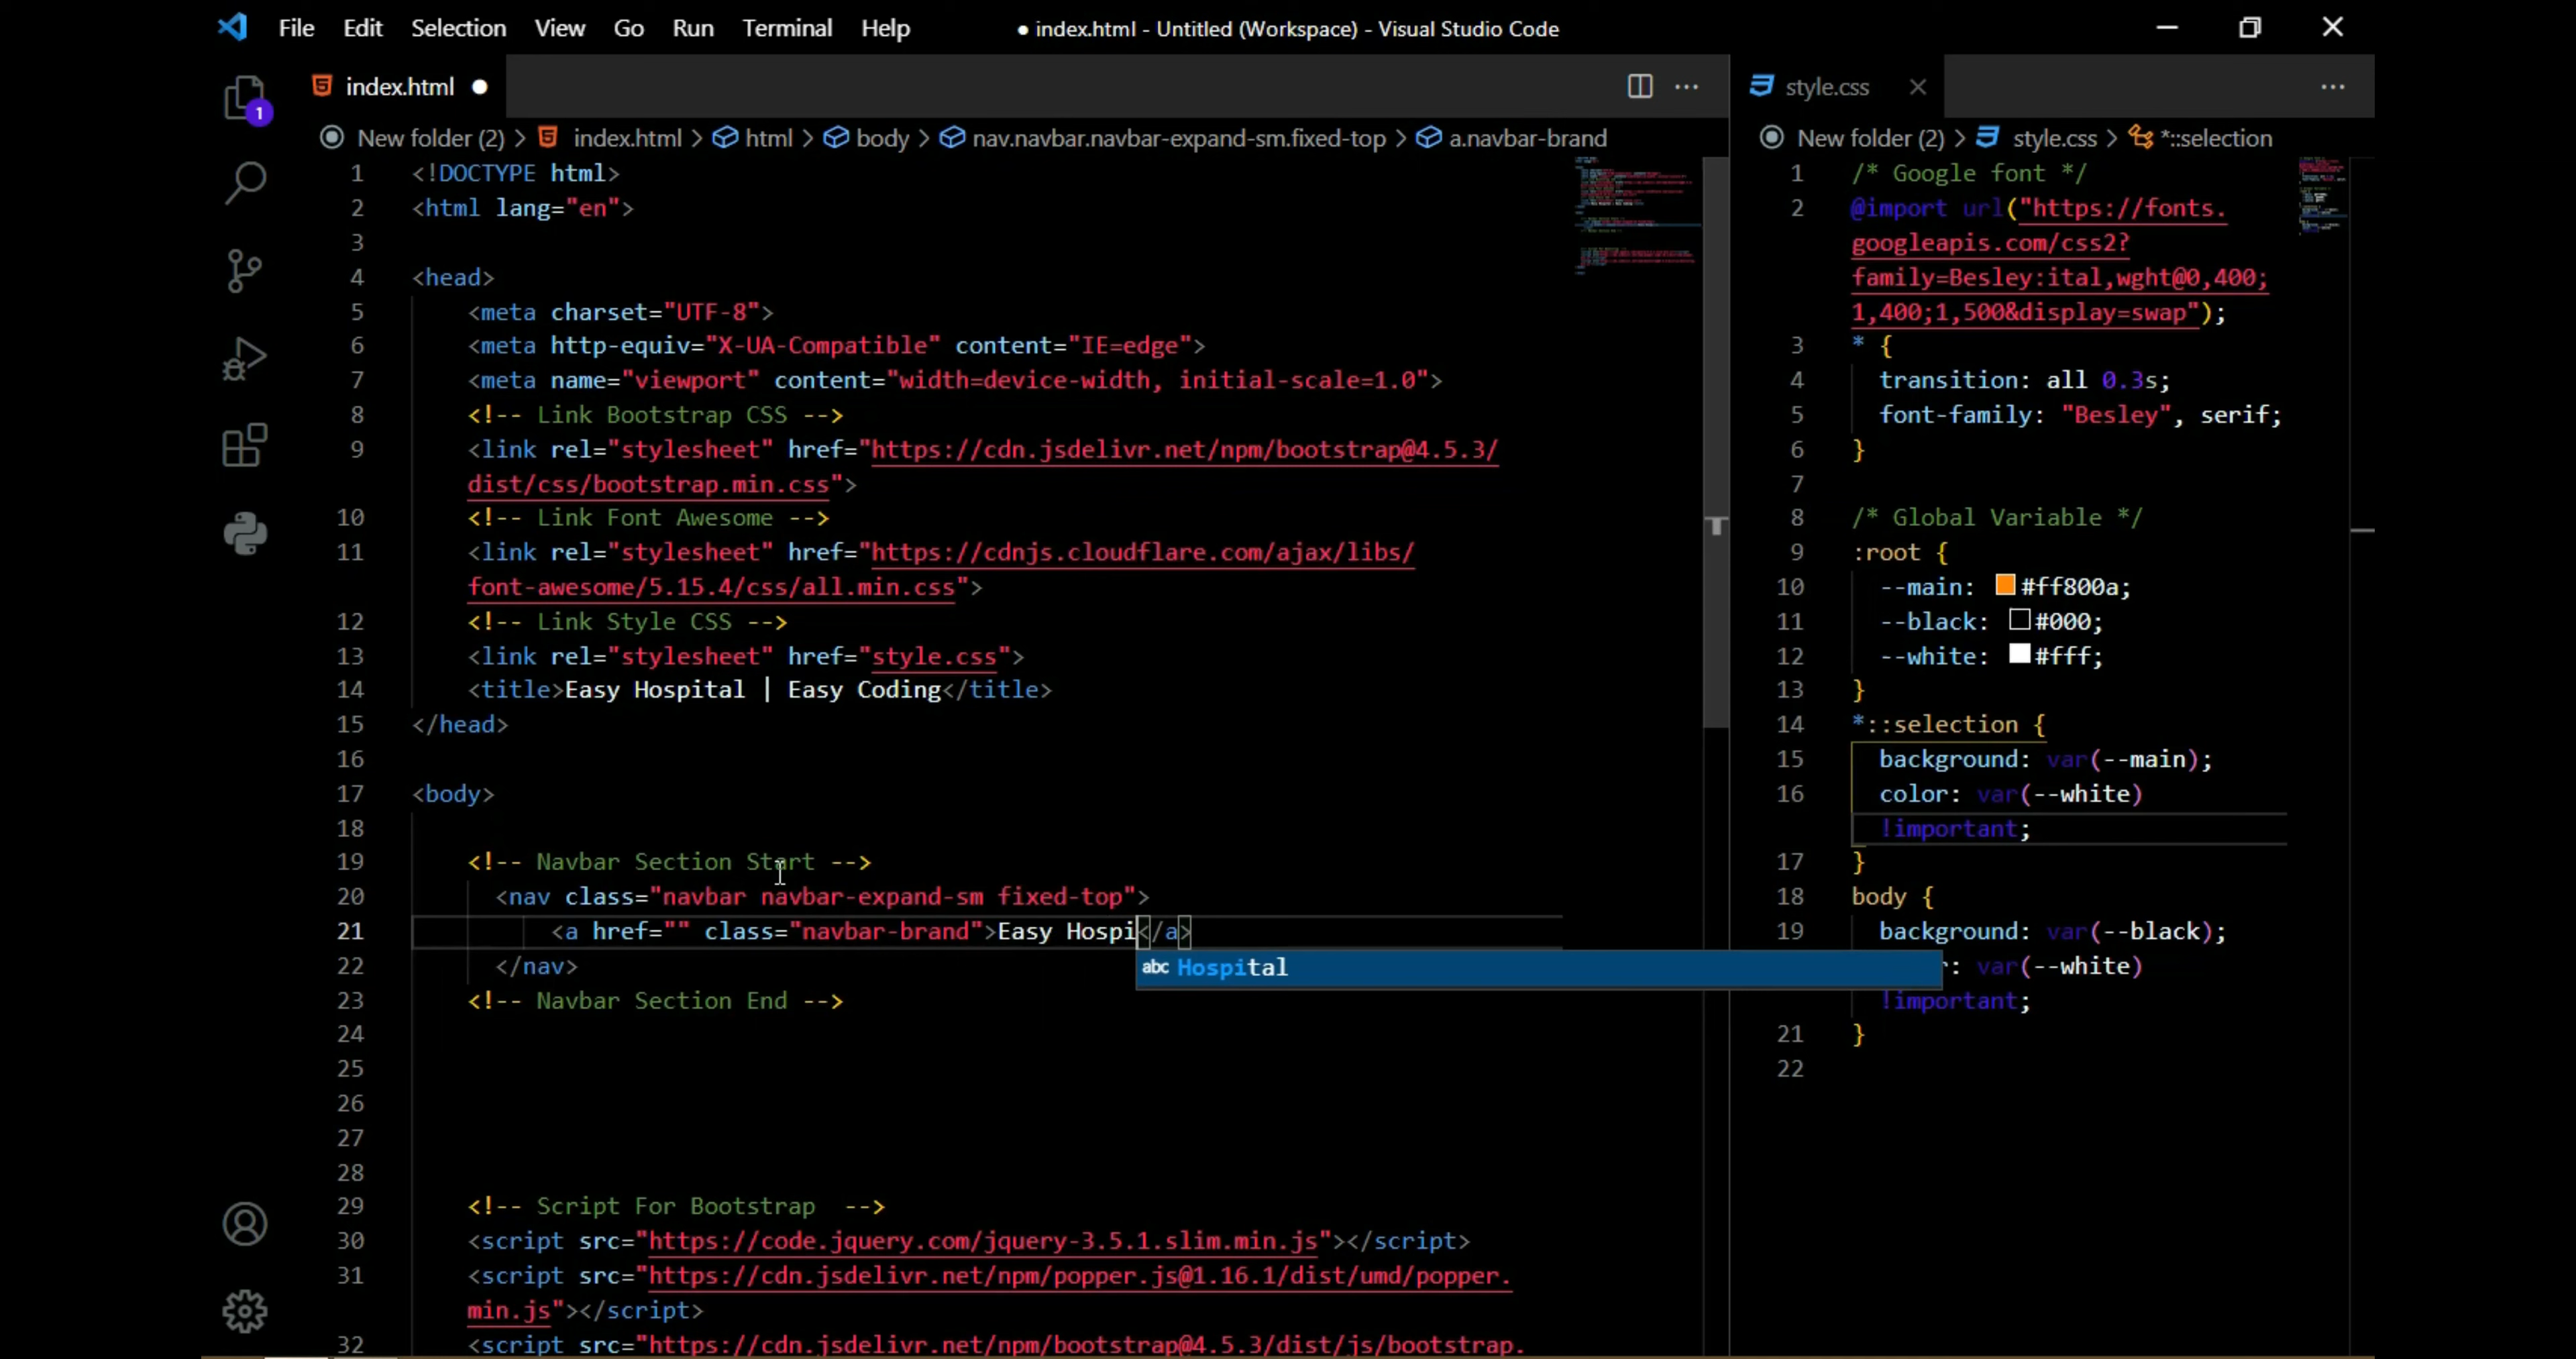 File Edit Selection View Go Run Terminal Help ● index.html - Untitled (Workspace) - Visual Studio Code
index.html ●
1
New folder (2) > index.html > html > body > nav.navbar.navbar-expand-sm.fixed-top > a.navbar-brand
1 <!DOCTYPE html>
2 <html lang="en">
3
4 <head>
5 <meta charset="UTF-8">
6 <meta http-equiv="X-UA-Compatible" content="IE=edge">
7 <meta name="viewport" content="width=device-width, initial-scale=1.0">
8 <!-- Link Bootstrap CSS -->
9 <link rel="stylesheet" href="https://cdn.jsdelivr.net/npm/bootstrap@4.5.3/
dist/css/bootstrap.min.css">
10 <!-- Link Font Awesome -->
11 <link rel="stylesheet" href="https://cdnjs.cloudflare.com/ajax/libs/
font-awesome/5.15.4/css/all.min.css">
12 <!-- Link Style CSS -->
13 <link rel="stylesheet" href="style.css">
14 <title>Easy Hospital | Easy Coding</title>
15 </head>
16
17 <body>
18
19 <!-- Navbar Section Start -->
20 <nav class="navbar navbar-expand-sm fixed-top">
21 <a href="" class="navbar-brand">Easy Hospi</a>
22 </nav>
abc Hospital
23 <!-- Navbar Section End -->
24
25
26
27
28
29 <!-- Script For Bootstrap -->
30 <script src="https://code.jquery.com/jquery-3.5.1.slim.min.js"></script>
31 <script src="https://cdn.jsdelivr.net/npm/popper.js@1.16.1/dist/umd/popper.
min.js"></script>
32 <script src="https://cdn.jsdelivr.net/npm/bootstrap@4.5.3/dist/js/bootstrap.
style.css
New folder (2) > style.css > *::selection
1 /* Google font */
2 @import url("https://fonts.
googleapis.com/css2?
family=Besley:ital,wght@0,400;
1,400;1,500&display=swap");
3 * {
4 transition: all 0.3s;
5 font-family: "Besley", serif;
6 }
7
8 /* Global Variable */
9 :root {
10 --main: #ff800a;
11 --black: #000;
12 --white: #fff;
13 }
14 *::selection {
15 background: var(--main);
16 color: var(--white)
!important;
17 }
18 body {
19 background: var(--black);
r: var(--white)
!important;
21 }
22